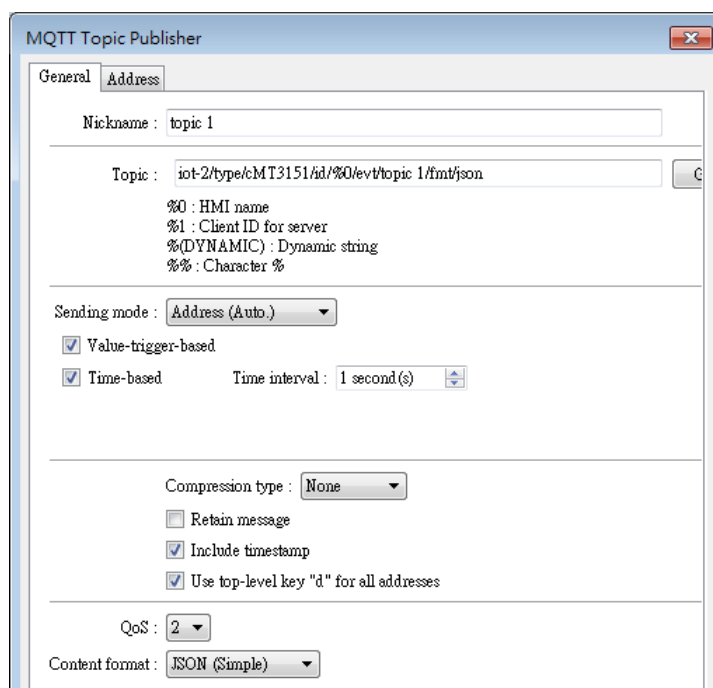 MQTT Topic Publisher
General Address
Nickname : topic 1
Topic : iot-2/type/cMT3151/id/%0/evt/topic 1/fmt/json
%0 : HMI name
%1 : Client ID for server
%(DYNAMIC) : Dynamic string
%% : Character %
Sending mode : Address (Auto.)
Value-trigger-based
Time-based Time interval : 1 second(s)
Compression type : None
Retain message
Include timestamp
Use top-level key "d" for all addresses
QoS : 2
Content format : JSON (Simple)